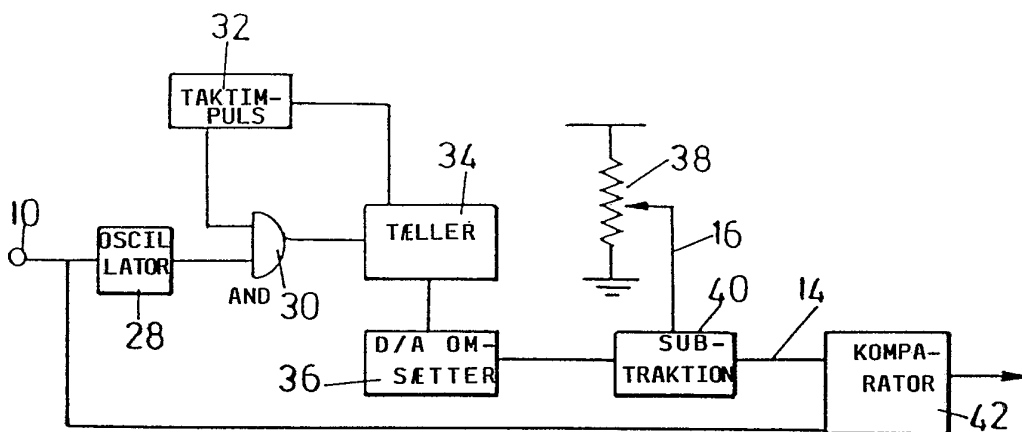 32
TAKTIM-
PULS
34
38
10
OSCIL
LATOR
TÆLLER
16
AND
30
28
40
14
D/A OM-
SÆTTER
36
SUB-
TRAKTION
KOMPA-
RATOR
42